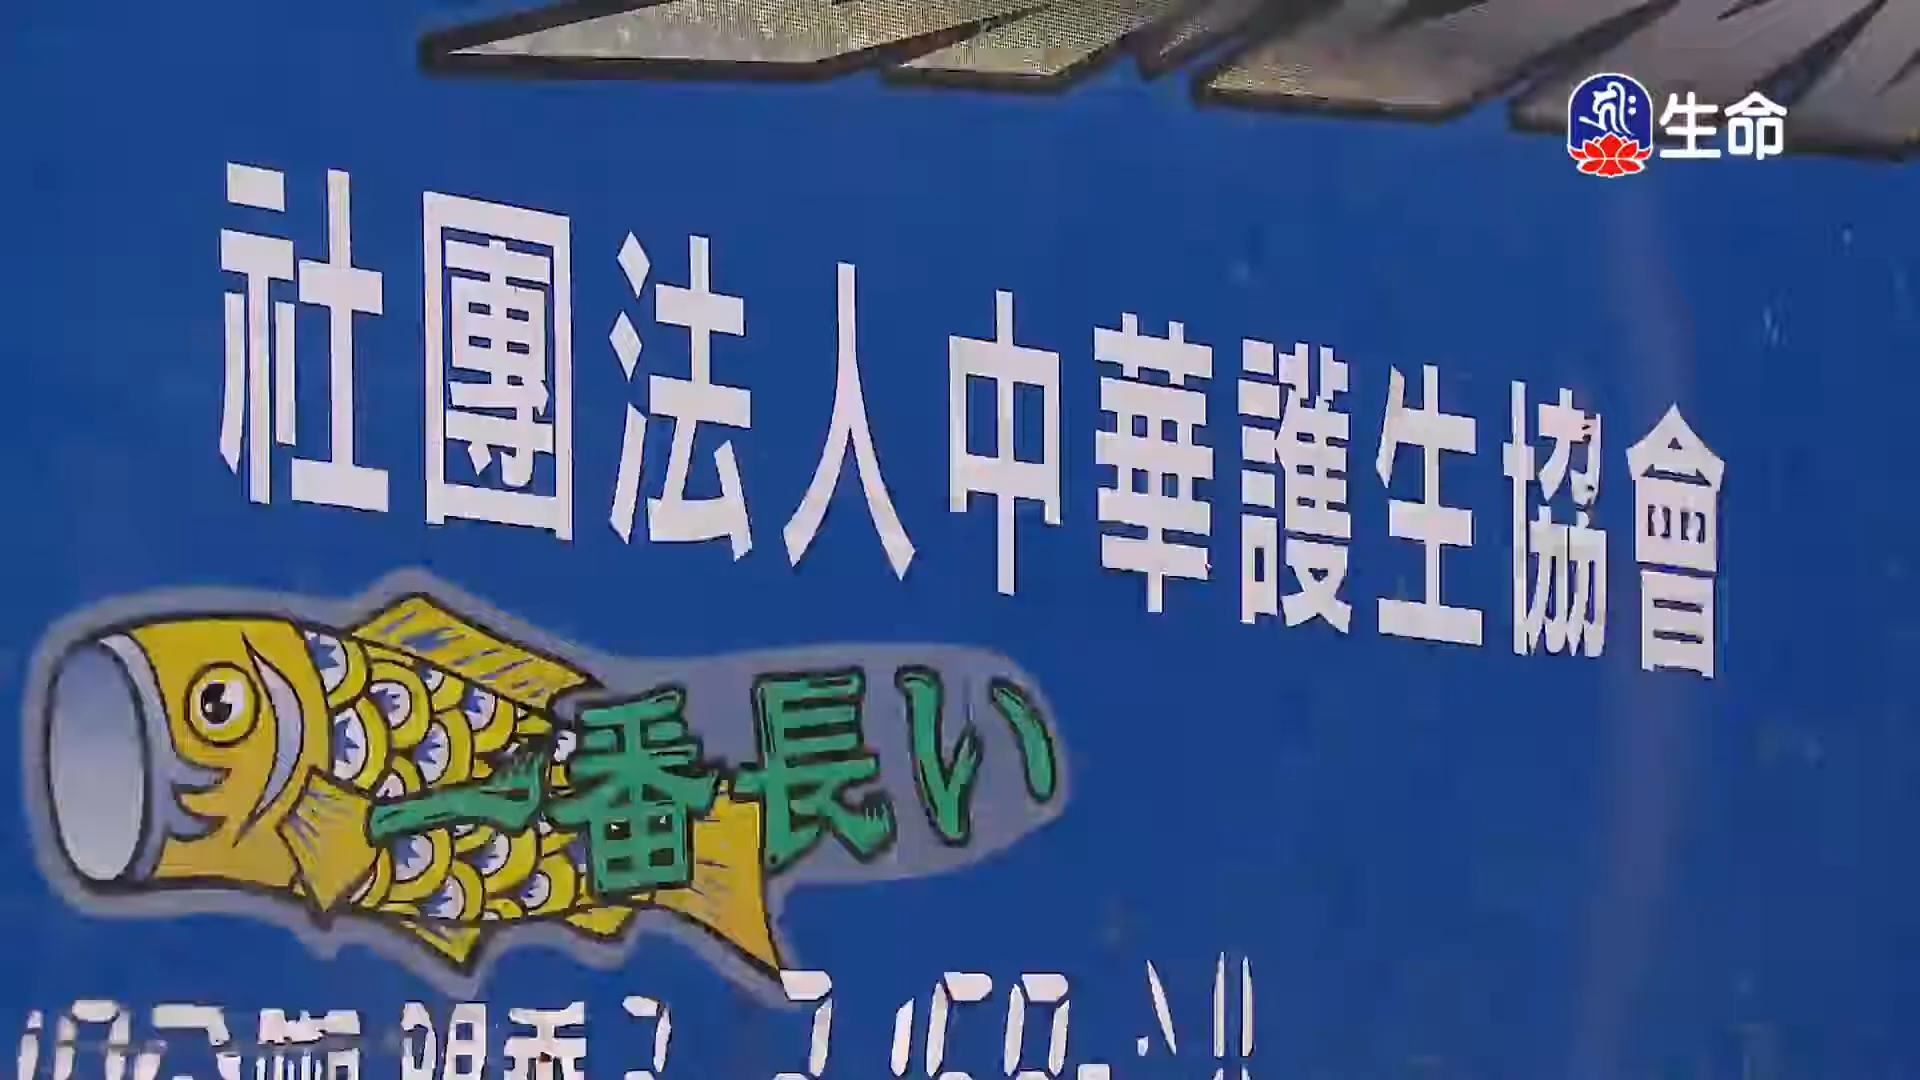 生命
社團法人中華護生協會
一番長い